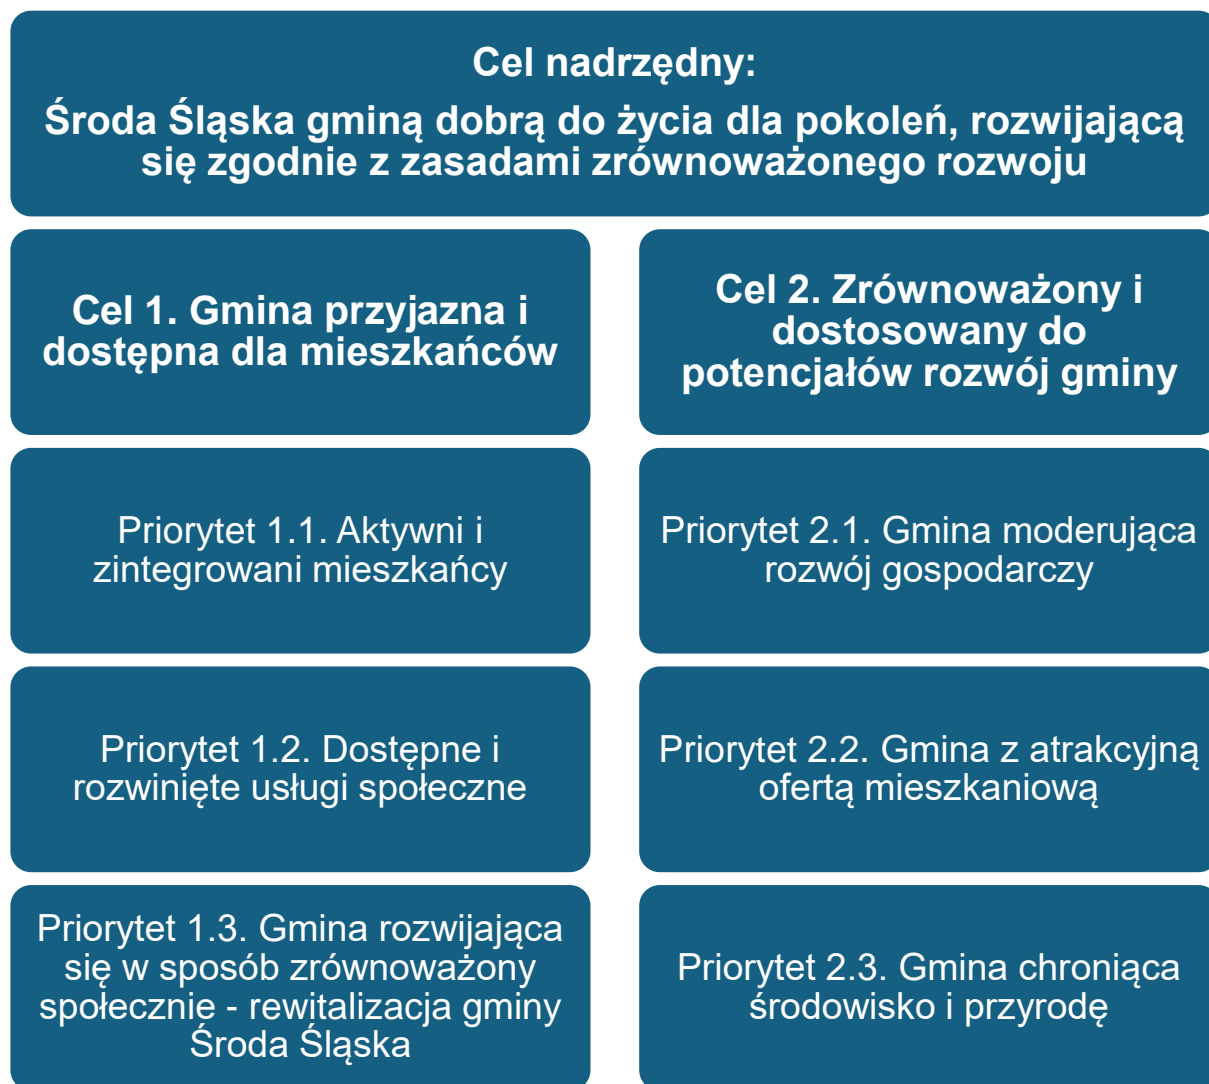 Cel nadrzędny:
Środa Śląska gminą dobrą do życia dla pokoleń, rozwijającą
się zgodnie z zasadami zrównoważonego rozwoju
Cel 1. Gmina przyjazna i
dostępna dla mieszkańców
Priorytet 1.1. Aktywni i
zintegrowani mieszkańcy
Priorytet 1.2. Dostępne i
rozwinięte usługi społeczne
Priorytet 1.3. Gmina rozwijająca
się w sposób zrównoważony
społecznie - rewitalizacja gminy
Środa Śląska
Cel 2. Zrównoważony i
dostosowany do
potencjałów rozwój gminy
Priorytet 2.1. Gmina moderująca
rozwój gospodarczy
Priorytet 2.2. Gmina z atrakcyjną
ofertą mieszkaniową
Priorytet 2.3. Gmina chroniąca
środowisko i przyrodę